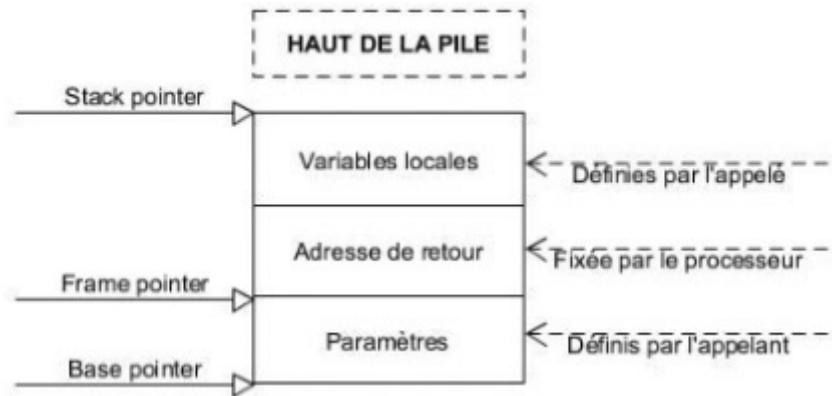 HAUT DE LA PILE
Stack pointer
Variables locales
Définies par l'appelé
Adresse de retour
Fixée par le processeur
Frame pointer
Paramètres
Définis par l'appelant
Base pointer